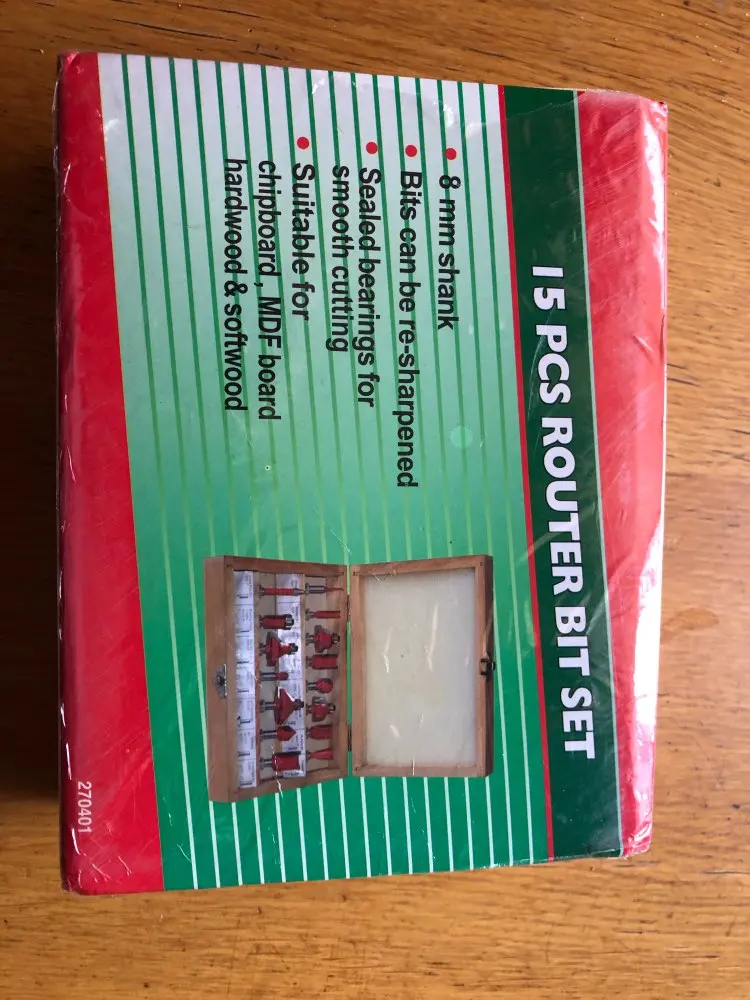 15 PCS ROUTER BIT SET
• 8 mm shank
• Bits can be re-sharpened
• Sealed bearings for
smooth cutting
• Suitable for
chipboard , MDF board
hardwood & softwood
270401